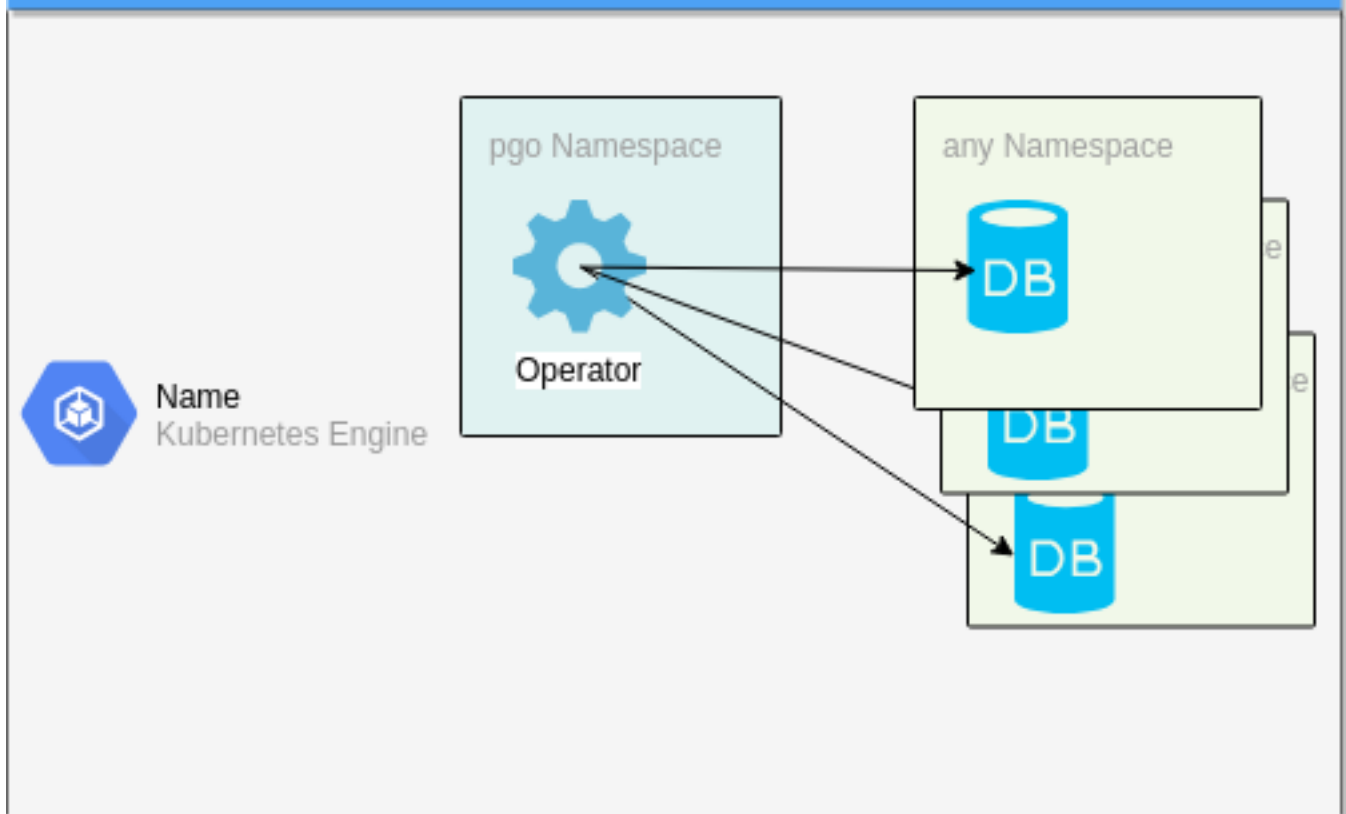 pgo Namespace
any Namespace
e
DB
Operator
e
Name
Kubernetes Engine
DB
DB